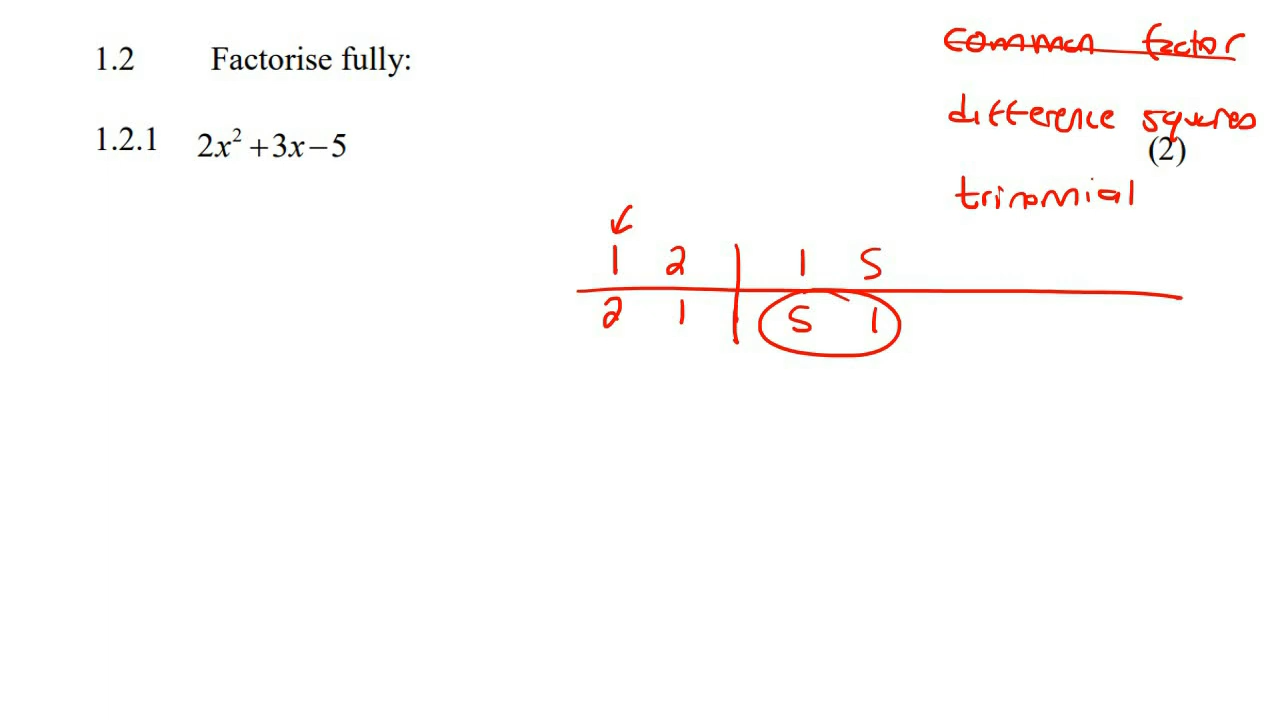 1.2 Factorise fully:
common factor
difference squares
1.2.1 2x² + 3x − 5
(2)
trinomial
1 2 | 1 5
2 1 | 5 1